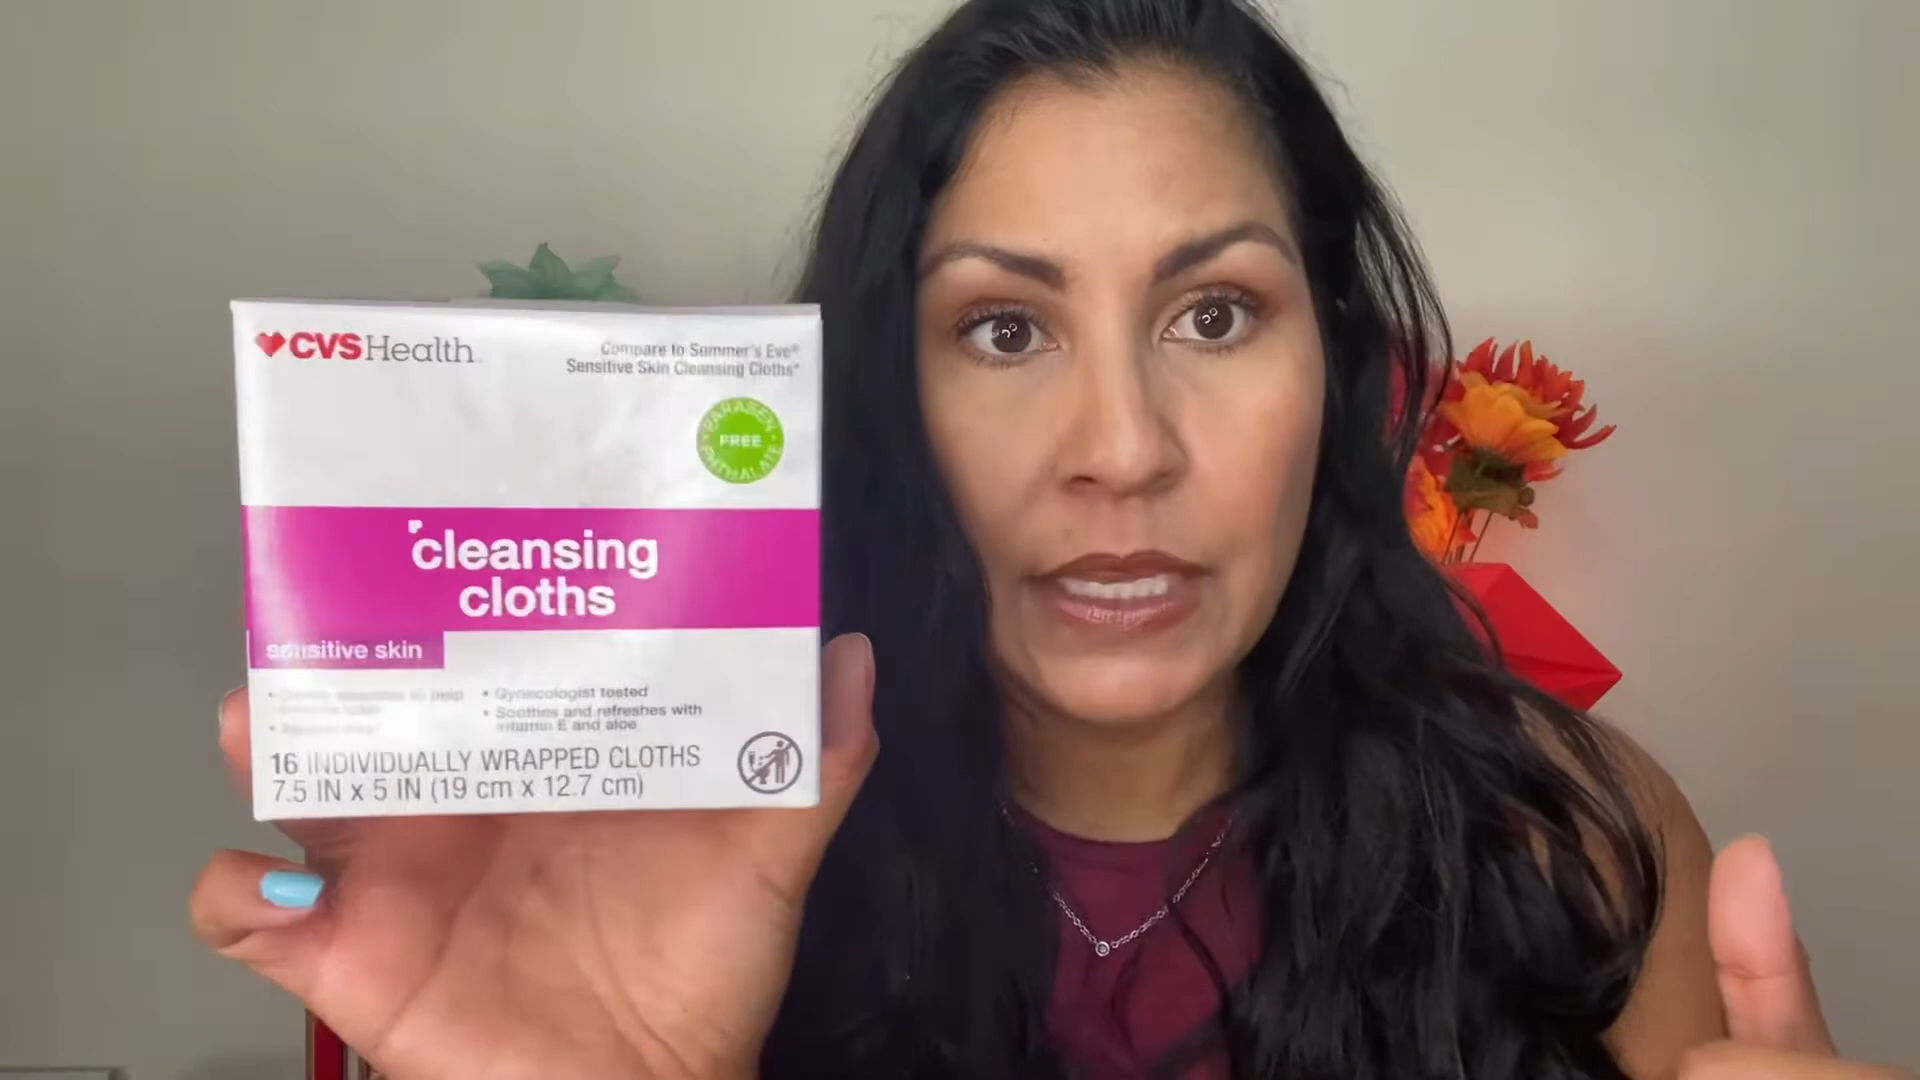 CVSHealth
Compare to Summer's Eve®
Sensitive Skin Cleansing Cloths*
PARABEN
FREE
PHTHALATE
cleansing
cloths
sensitive skin
to help
• Gynecologist tested
• Soothes and refreshes with
vitamin E and aloe
16 INDIVIDUALLY WRAPPED CLOTHS
7.5 IN x 5 IN (19 cm x 12.7 cm)